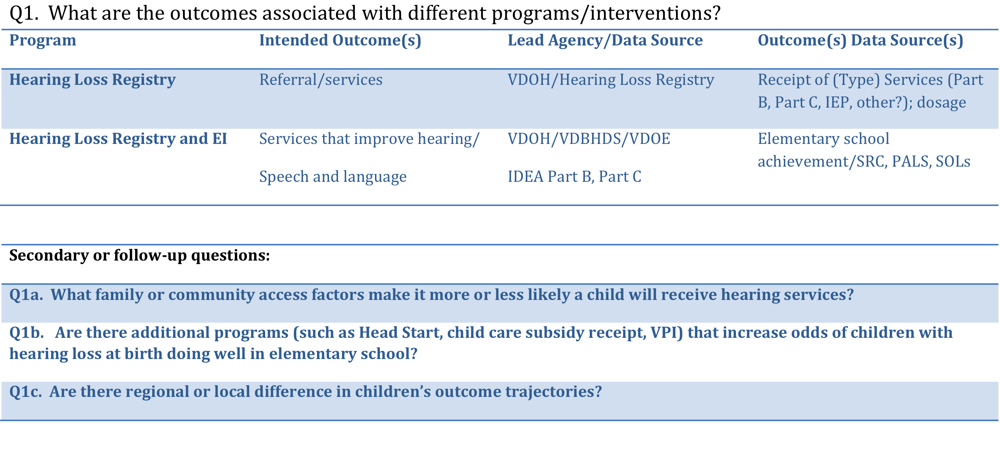 Q1. What are the outcomes associated with different programs/interventions?
Program Intended Outcome(s) Lead Agency/Data Source Outcome(s) Data Source(s)
Hearing Loss Registry Referral/services VDOH/Hearing Loss Registry Receipt of (Type) Services (Part
B, Part C, IEP, other?); dosage
Hearing Loss Registry and EI Services that improve hearing/ VDOH/VDBHDS/VDOE Elementary school
achievement/SRC, PALS, SOLs
Speech and language IDEA Part B, Part C
Secondary or follow-up questions:
Q1a. What family or community access factors make it more or less likely a child will receive hearing services?
Q1b. Are there additional programs (such as Head Start, child care subsidy receipt, VPI) that increase odds of children with
hearing loss at birth doing well in elementary school?
Q1c. Are there regional or local difference in children’s outcome trajectories?